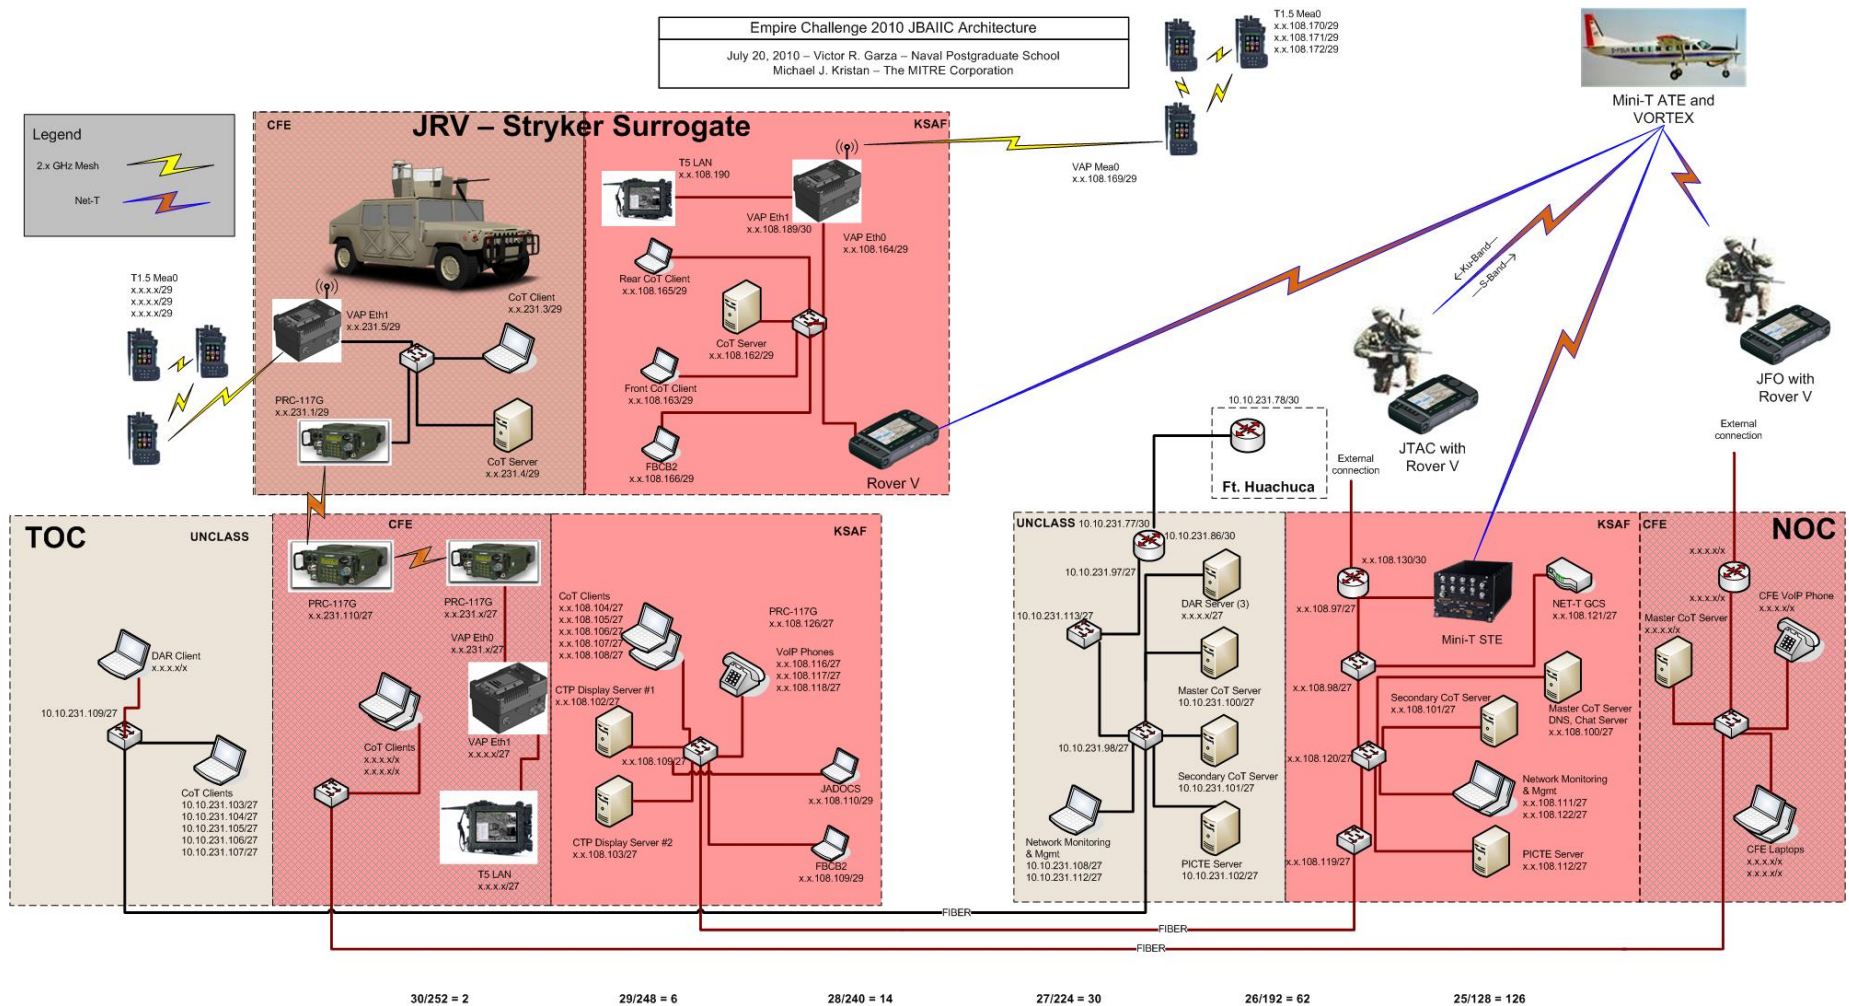 Empire Challenge 2010 JBAIIC Architecture
July 20, 2010 – Victor R. Garza – Naval Postgraduate School
Michael J. Kristan – The MITRE Corporation
T1.5 Mea0
x.x.108.170/29
x.x.108.171/29
x.x.108.172/29
Mini-T ATE and
VORTEX
Legend
2.x GHz Mesh
Net-T
CFE
JRV – Stryker Surrogate
KSAF
T5 LAN
x.x.108.190
VAP Mea0
x.x.108.169/29
VAP Eth1
x.x.108.189/30
VAP Eth0
x.x.108.164/29
Rear CoT Client
x.x.108.165/29
CoT Server
x.x.108.162/29
Front CoT Client
x.x.108.163/29
FBCB2
x.x.108.166/29
Rover V
T1.5 Mea0
x.x.x.x/29
x.x.x.x/29
x.x.x.x/29
VAP Eth1
x.x.231.5/29
CoT Client
x.x.231.3/29
PRC-117G
x.x.231.1/29
CoT Server
x.x.231.4/29
←Ku-Band—
—S-Band→
JTAC with
Rover V
JFO with
Rover V
10.10.231.78/30
Ft. Huachuca
External
connection
External
connection
TOC
UNCLASS
CFE
KSAF
PRC-117G
x.x.231.110/27
PRC-117G
x.x.231.x/27
VAP Eth0
x.x.231.x/27
VAP Eth1
x.x.x.x/27
T5 LAN
x.x.x.x/27
DAR Client
x.x.x.x/x
10.10.231.109/27
CoT Clients
10.10.231.103/27
10.10.231.104/27
10.10.231.105/27
10.10.231.106/27
10.10.231.107/27
CoT Clients
x.x.x.x/x
x.x.x.x/x
CoT Clients
x.x.108.104/27
x.x.108.105/27
x.x.108.106/27
x.x.108.107/27
x.x.108.108/27
PRC-117G
x.x.108.126/27
VoIP Phones
x.x.108.116/27
x.x.108.117/27
x.x.108.118/27
CTP Display Server #1
x.x.108.102/27
x.x.108.109/27
JADOCS
x.x.108.110/29
CTP Display Server #2
x.x.108.103/27
FBCB2
x.x.108.109/29
UNCLASS
10.10.231.77/30
10.10.231.86/30
10.10.231.97/27
DAR Server (3)
x.x.x.x/27
10.10.231.113/27
Master CoT Server
10.10.231.100/27
10.10.231.98/27
Secondary CoT Server
10.10.231.101/27
Network Monitoring
& Mgmt
10.10.231.108/27
10.10.231.112/27
PICTE Server
10.10.231.102/27
KSAF
x.x.108.130/30
x.x.108.97/27
Mini-T STE
NET-T GCS
x.x.108.121/27
x.x.108.98/27
Secondary CoT Server
x.x.108.101/27
Master CoT Server
DNS, Chat Server
x.x.108.100/27
x.x.108.120/27
Network Monitoring
& Mgmt
x.x.108.111/27
x.x.108.122/27
x.x.108.119/27
PICTE Server
x.x.108.112/27
CFE
NOC
x.x.x.x/x
x.x.x.x/x
CFE VoIP Phone
x.x.x.x/x
Master CoT Server
x.x.x.x/x
CFE Laptops
x.x.x.x/x
x.x.x.x/x
FIBER
FIBER
FIBER
30/252 = 2
29/248 = 6
28/240 = 14
27/224 = 30
26/192 = 62
25/128 = 126